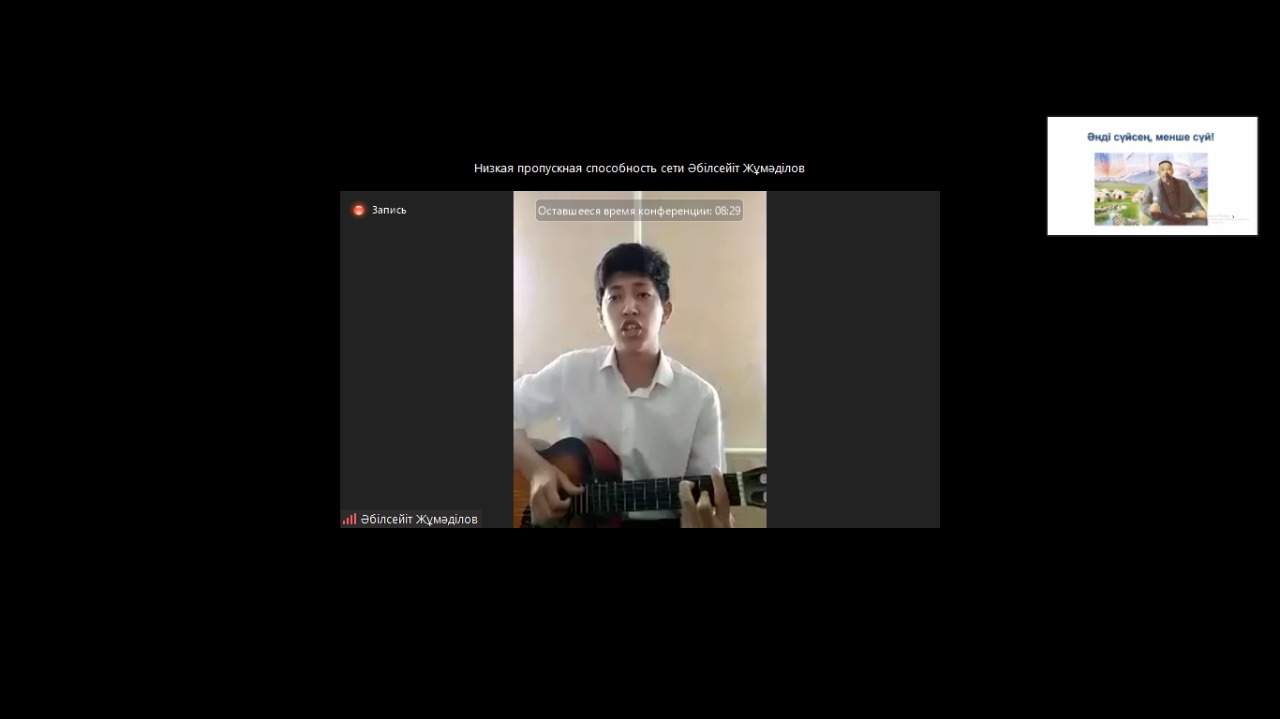 Әнді сүйсең, менше сүй!
Низкая пропускная способность сети Әбілсейіт Жұмәділов
Запись
Оставшееся время конференции: 08:29
Әбілсейіт Жұмәділов